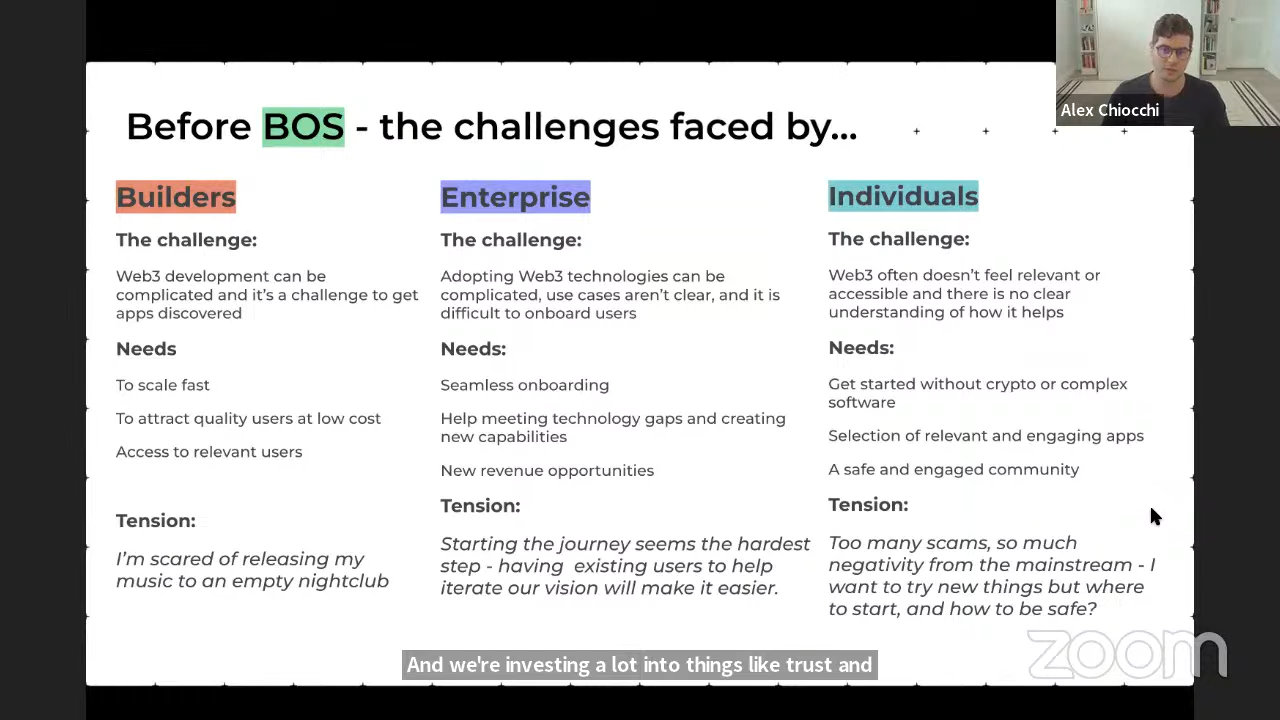 Alex Chiocchi
Before BOS - the challenges faced by...
Builders
The challenge:
Web3 development can be
complicated and it's a challenge to get
apps discovered
Needs
To scale fast
To attract quality users at low cost
Access to relevant users
Tension:
I'm scared of releasing my
music to an empty nightclub
Enterprise
The challenge:
Adopting Web3 technologies can be
complicated, use cases aren't clear, and it is
difficult to onboard users
Needs:
Seamless onboarding
Help meeting technology gaps and creating
new capabilities
New revenue opportunities
Tension:
Starting the journey seems the hardest
step - having existing users to help
iterate our vision will make it easier.
Individuals
The challenge:
Web3 often doesn't feel relevant or
accessible and there is no clear
understanding of how it helps
Needs:
Get started without crypto or complex
software
Selection of relevant and engaging apps
A safe and engaged community
Tension:
Too many scams, so much
negativity from the mainstream - I
want to try new things but where
to start, and how to be safe?
zoom
And we're investing a lot into things like trust and